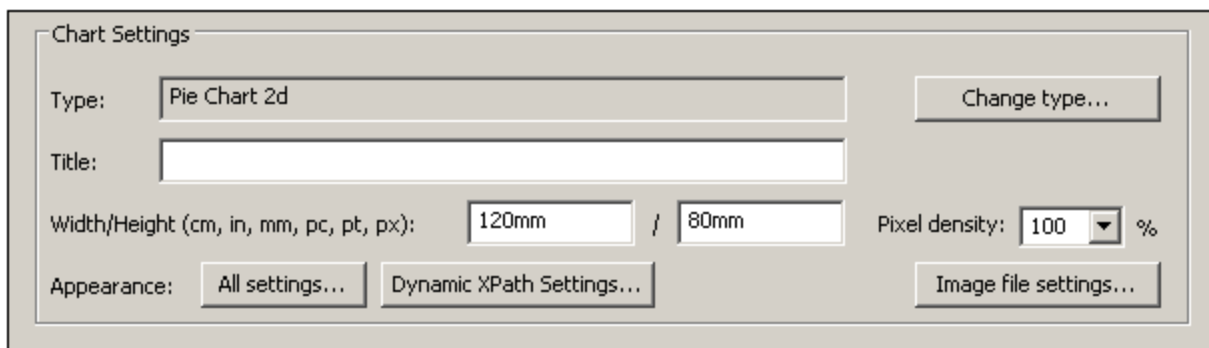 Chart Settings
Type: Pie Chart 2d Change type...
Title:
Width/Height (cm, in, mm, pc, pt, px): 120mm / 80mm Pixel density: 100 %
Appearance: All settings... Dynamic XPath Settings... Image file settings...